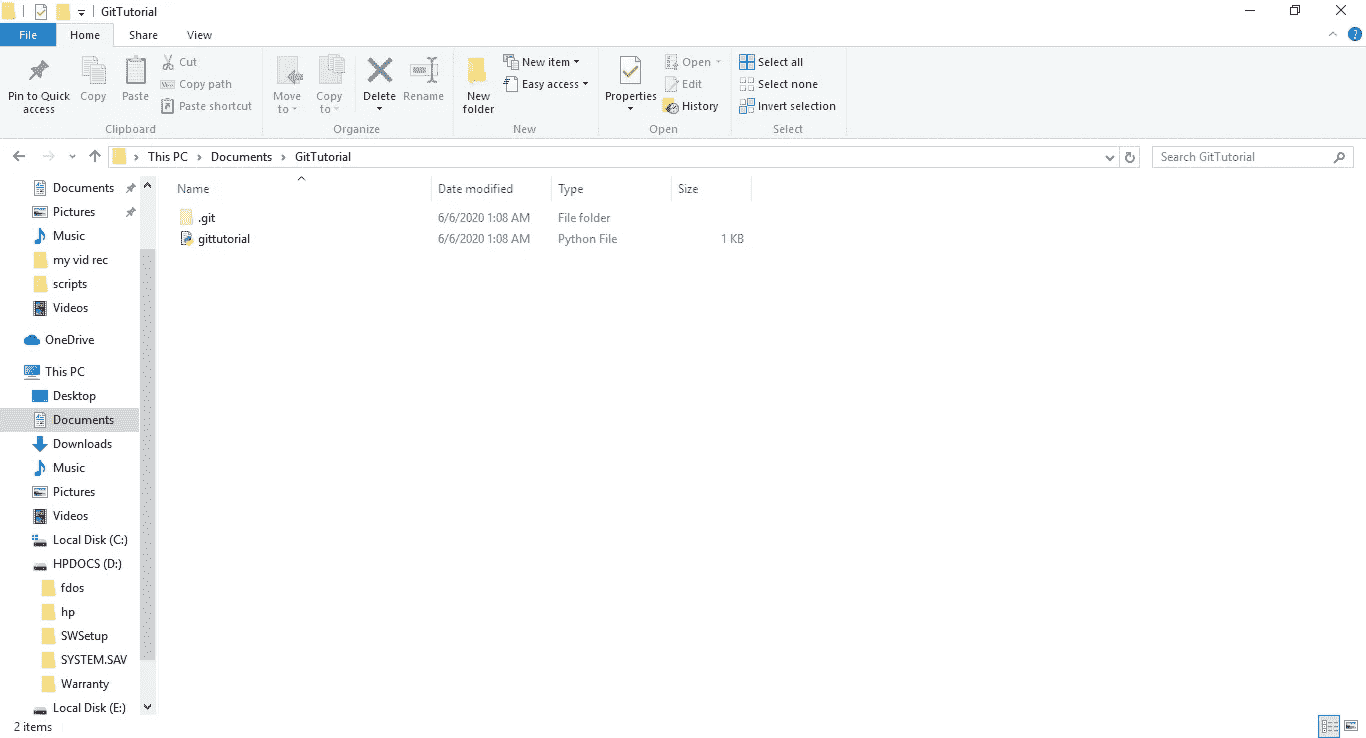 GitTutorial
File Home Share View
Pin to Quick access
Copy
Paste
Cut
Copy path
Paste shortcut
Clipboard
Move to
Copy to
Delete
Rename
Organize
New folder
New item
Easy access
New
Properties
Open
Edit
History
Open
Select all
Select none
Invert selection
Select
This PC > Documents > GitTutorial
Search GitTutorial
Documents
Pictures
Music
my vid rec
scripts
Videos
OneDrive
This PC
Desktop
Documents
Downloads
Music
Pictures
Videos
Local Disk (C:)
HPDOCS (D:)
fdos
hp
SWSetup
SYSTEM.SAV
Warranty
Local Disk (E:)
Name Date modified Type Size
.git 6/6/2020 1:08 AM File folder
gittutorial 6/6/2020 1:08 AM Python File 1 KB
2 items